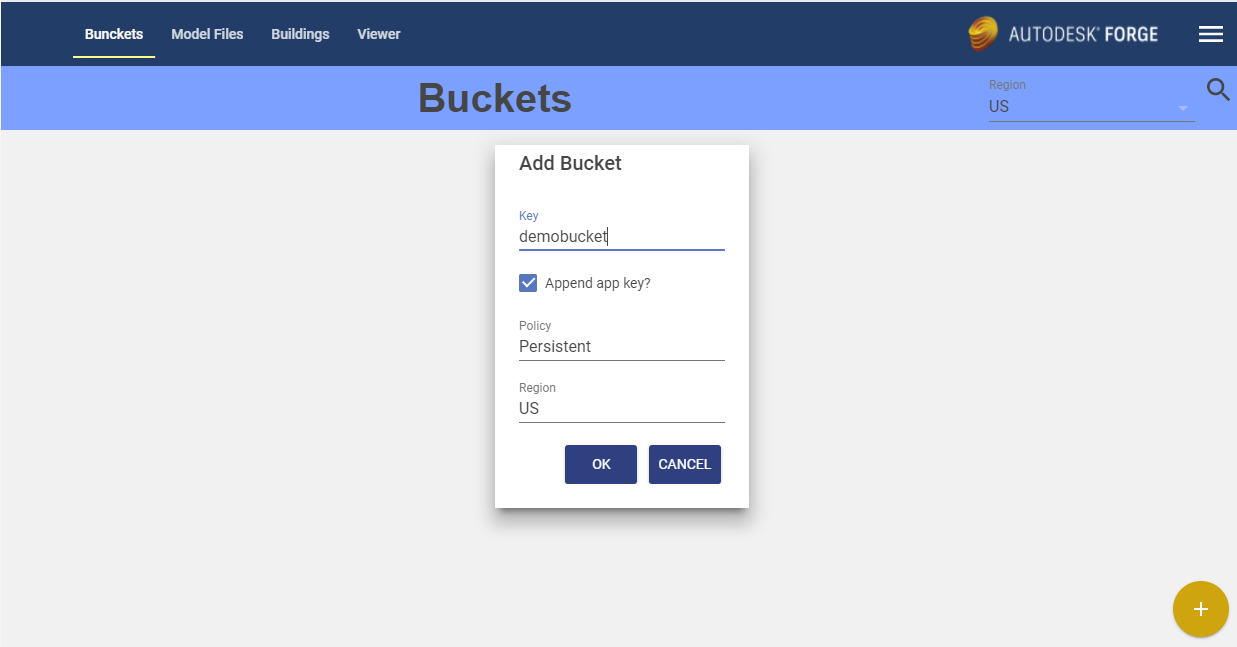 Bunckets Model Files Buildings Viewer AUTODESK® FORGE
Buckets
Region
US
Add Bucket
Key
demobucket
Append app key?
Policy
Persistent
Region
US
OK CANCEL
+